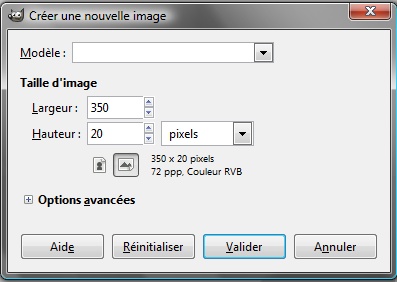 Créer une nouvelle image
Modèle :
Taille d'image
Largeur : 350
Hauteur : 20 pixels
350 x 20 pixels
72 ppp, Couleur RVB
Options avancées
Aide Réinitialiser Valider Annuler